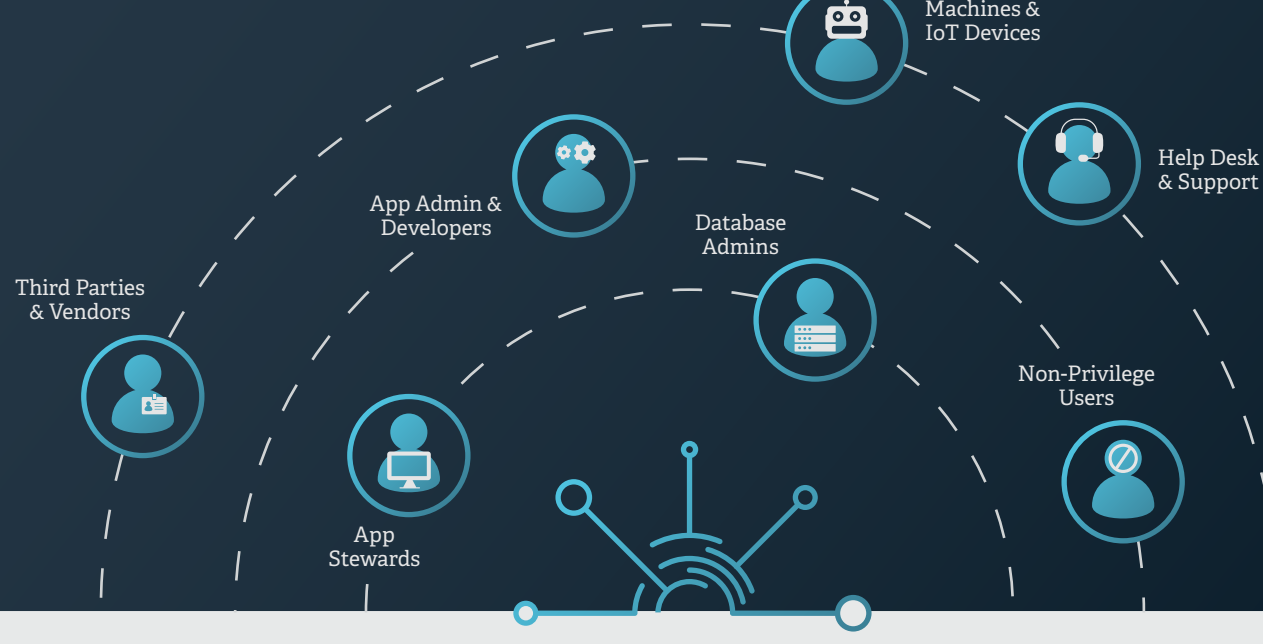 Machines &
IoT Devices
Help Desk
& Support
App Admin &
Developers
Database
Admins
Third Parties
& Vendors
Non-Privilege
Users
App
Stewards